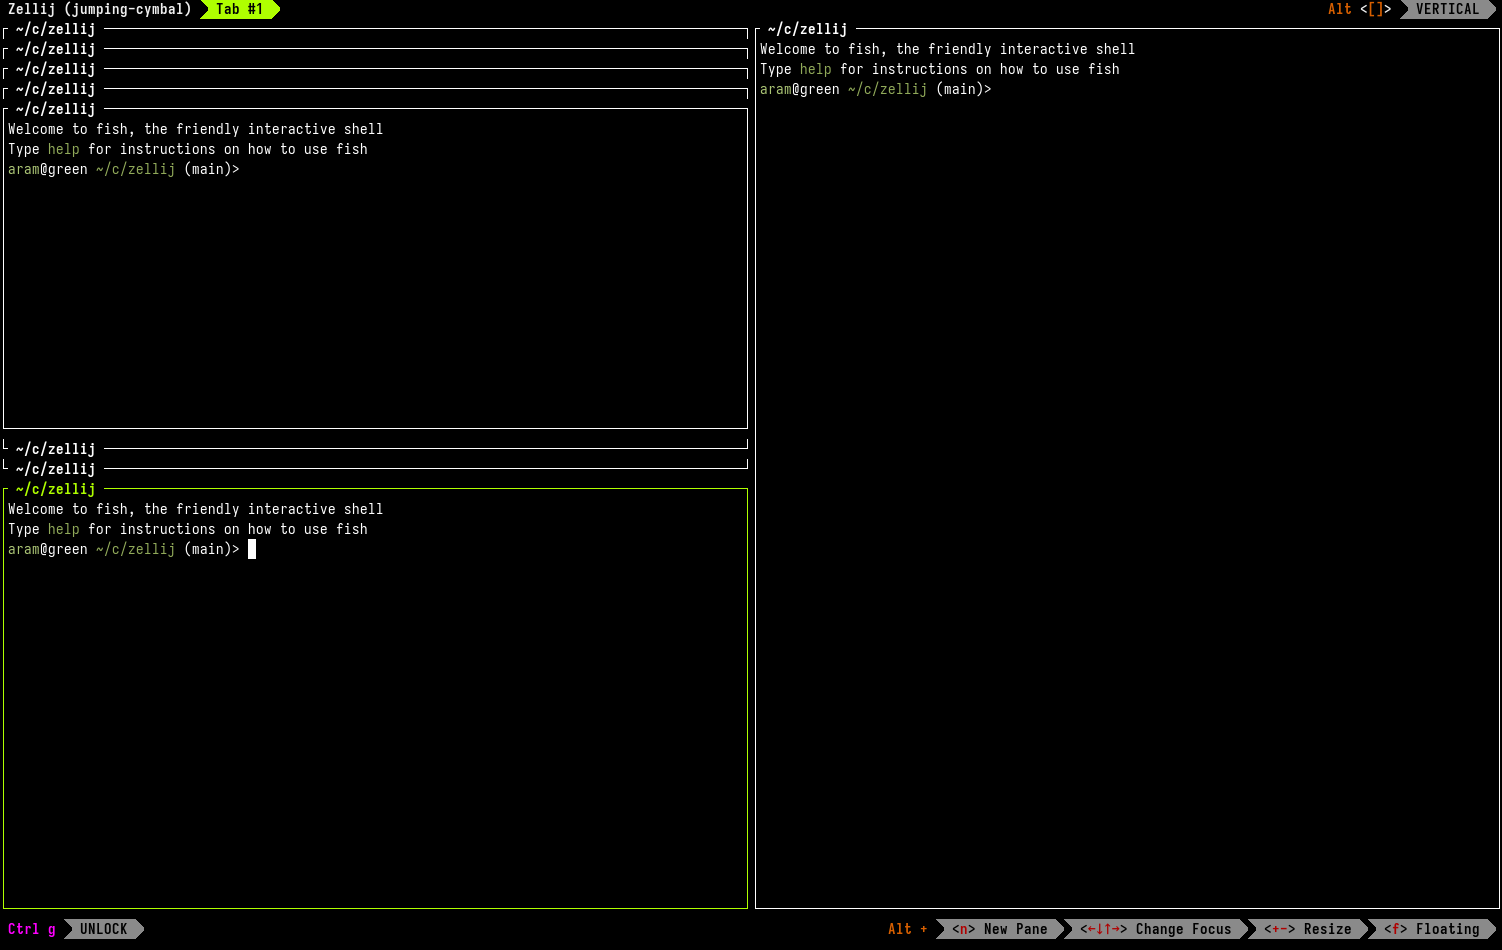 Zellij (jumping-cymbal) Tab #1 Alt <[]> VERTICAL
~/c/zellij
~/c/zellij
~/c/zellij
~/c/zellij
~/c/zellij
Welcome to fish, the friendly interactive shell
Type help for instructions on how to use fish
aram@green ~/c/zellij (main)>
~/c/zellij
~/c/zellij
~/c/zellij
Welcome to fish, the friendly interactive shell
Type help for instructions on how to use fish
aram@green ~/c/zellij (main)>
~/c/zellij
Welcome to fish, the friendly interactive shell
Type help for instructions on how to use fish
aram@green ~/c/zellij (main)>
Ctrl g UNLOCK Alt + <n> New Pane <←↓↑→> Change Focus <+-> Resize <f> Floating